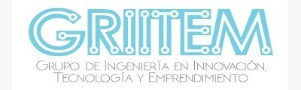 GRIITEM
GRUPO DE INGENIERÍA EN INNOVACIÓN,
TECNOLOGÍA Y EMPRENDIMIENTO